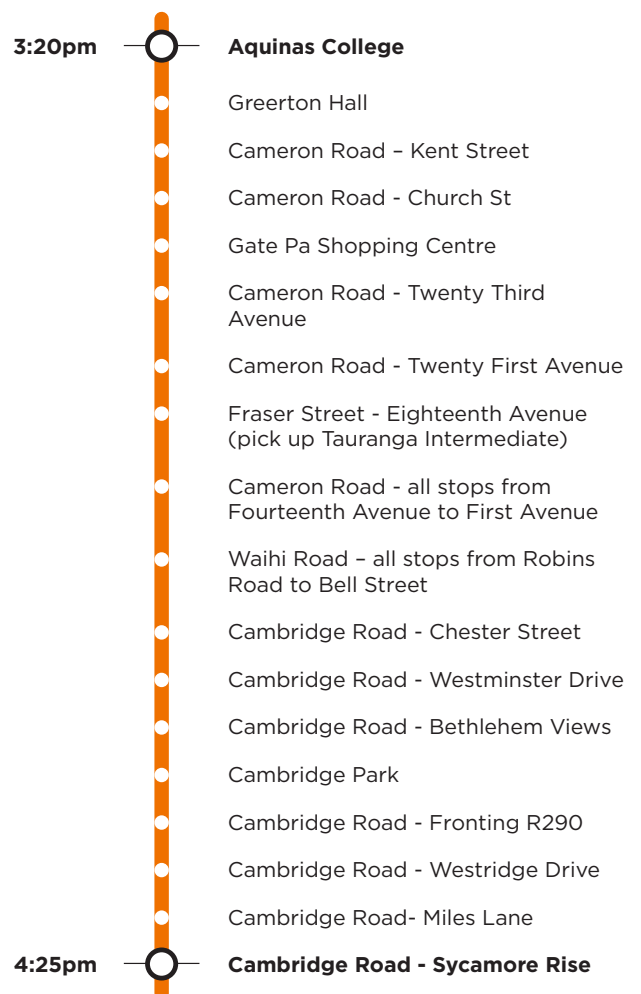 3:20pm Aquinas College
Greerton Hall
Cameron Road – Kent Street
Cameron Road - Church St
Gate Pa Shopping Centre
Cameron Road - Twenty Third
Avenue
Cameron Road - Twenty First Avenue
Fraser Street - Eighteenth Avenue
(pick up Tauranga Intermediate)
Cameron Road - all stops from
Fourteenth Avenue to First Avenue
Waihi Road – all stops from Robins
Road to Bell Street
Cambridge Road - Chester Street
Cambridge Road - Westminster Drive
Cambridge Road - Bethlehem Views
Cambridge Park
Cambridge Road - Fronting R290
Cambridge Road - Westridge Drive
Cambridge Road- Miles Lane
4:25pm Cambridge Road - Sycamore Rise